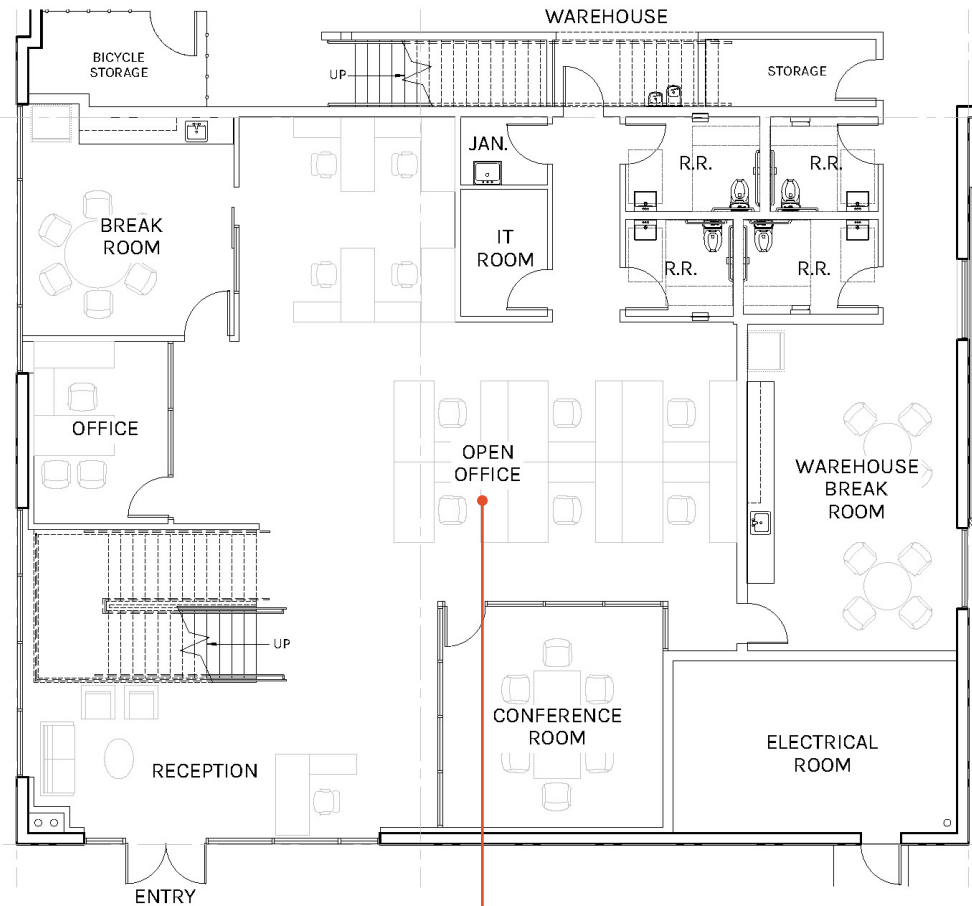 WAREHOUSE
BICYCLE
STORAGE
UP
STORAGE
JAN.
R.R.
R.R.
BREAK
ROOM
IT
ROOM
R.R.
R.R.
OFFICE
OPEN
OFFICE
WAREHOUSE
BREAK
ROOM
UP
CONFERENCE
ROOM
RECEPTION
ELECTRICAL
ROOM
ENTRY